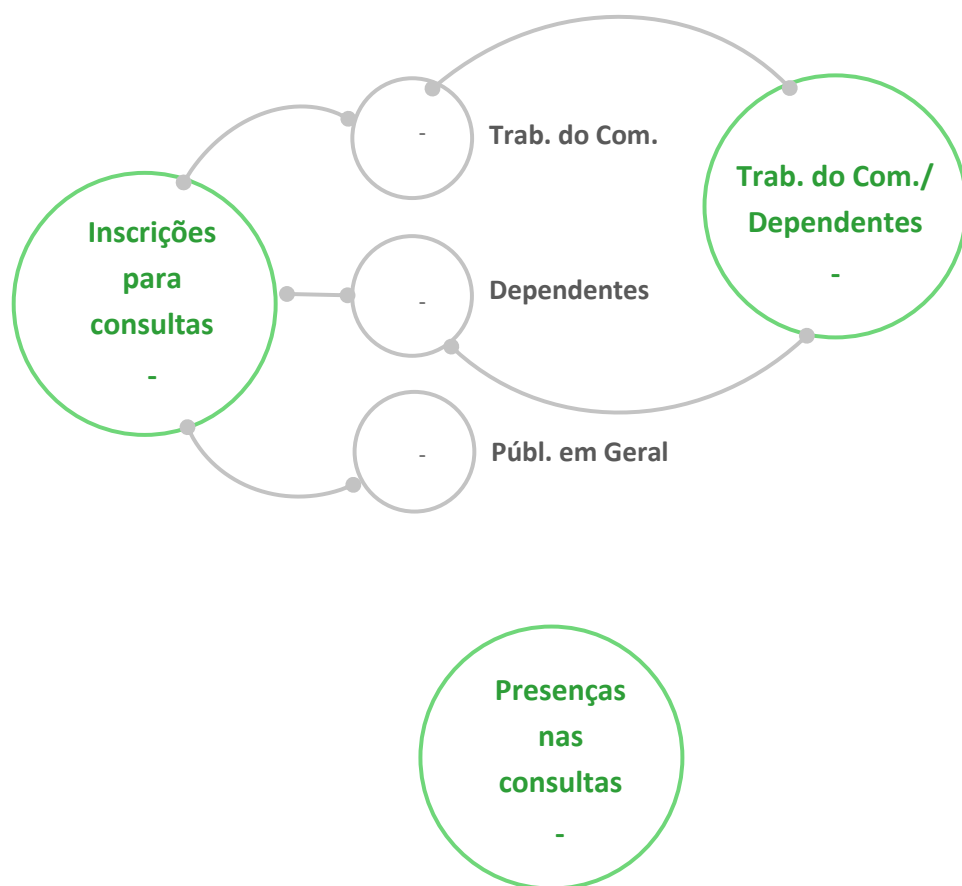 Inscrições
para
consultas
-
-
Trab. do Com.
-
Dependentes
-
Públ. em Geral
Trab. do Com./
Dependentes
-
Presenças
nas
consultas
-